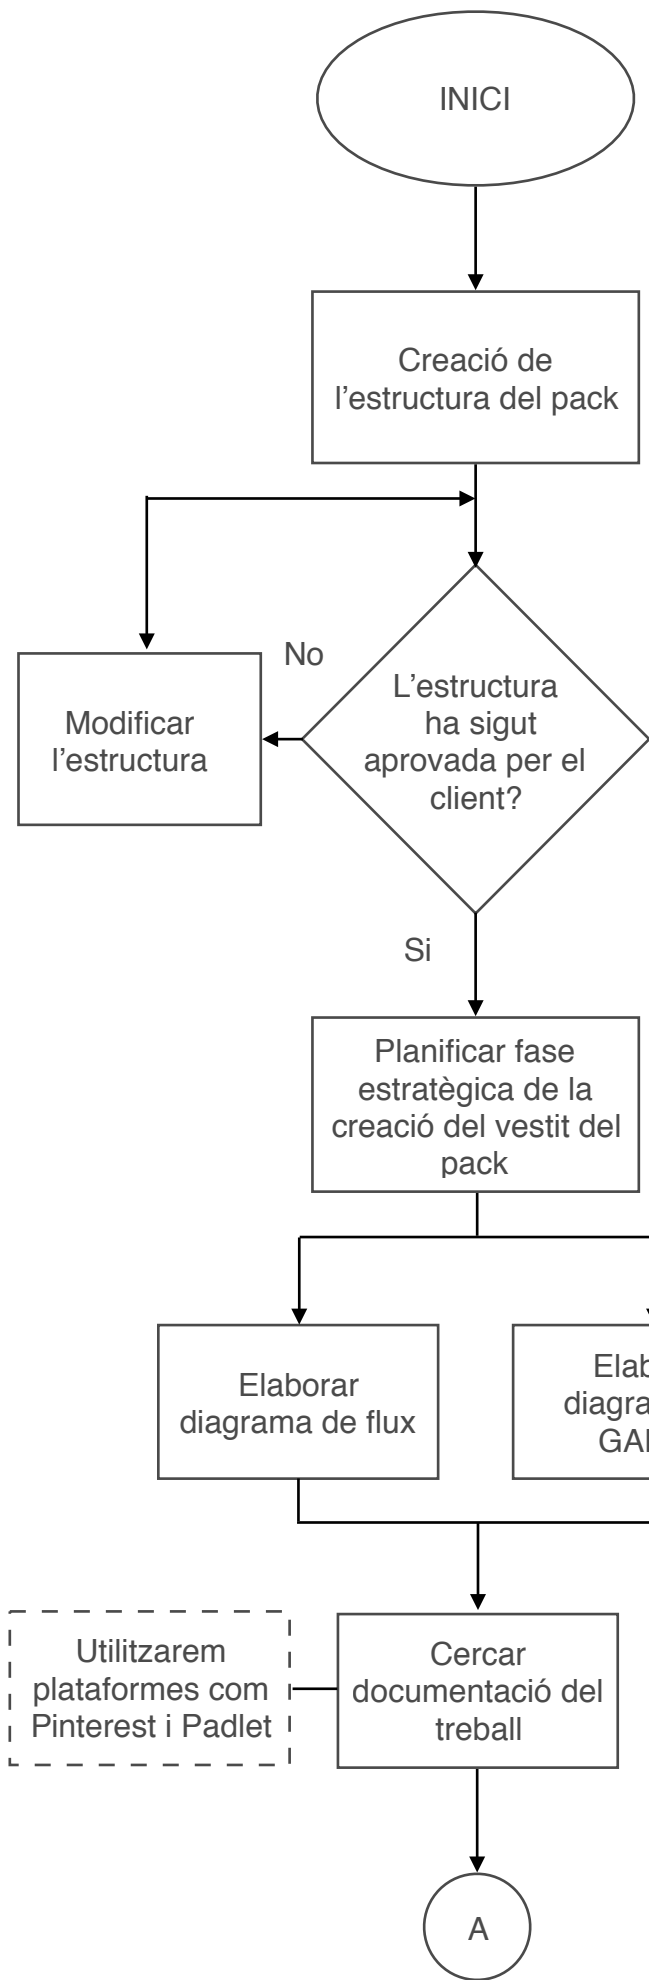 INICI
Creació de
l’estructura del pack
No
L’estructura
ha sigut
aprovada per el
client?
Modificar
l’estructura
Si
Planificar fase
estratègica de la
creació del vestit del
pack
Elaborar
diagrama de flux
Utilitzarem
plataformes com
Pinterest i Padlet
Cercar
documentació del
treball
A